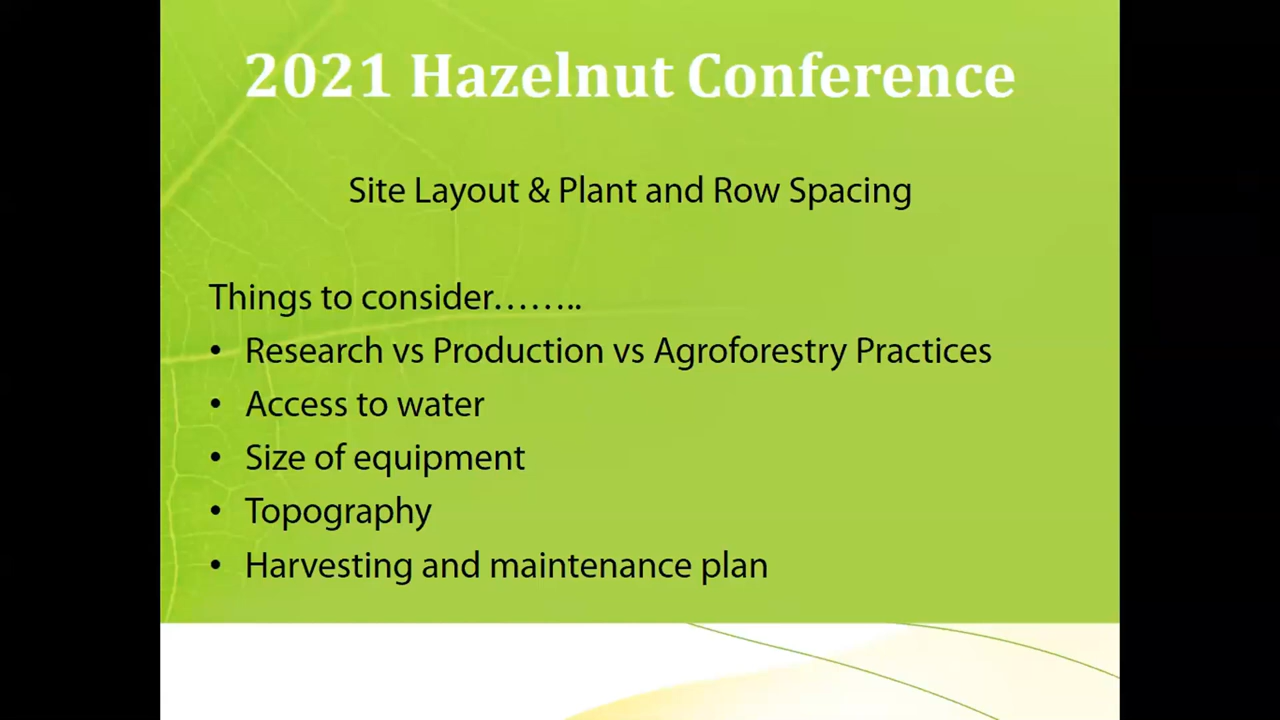 2021 Hazelnut Conference
Site Layout & Plant and Row Spacing
Things to consider……..
• Research vs Production vs Agroforestry Practices
• Access to water
• Size of equipment
• Topography
• Harvesting and maintenance plan